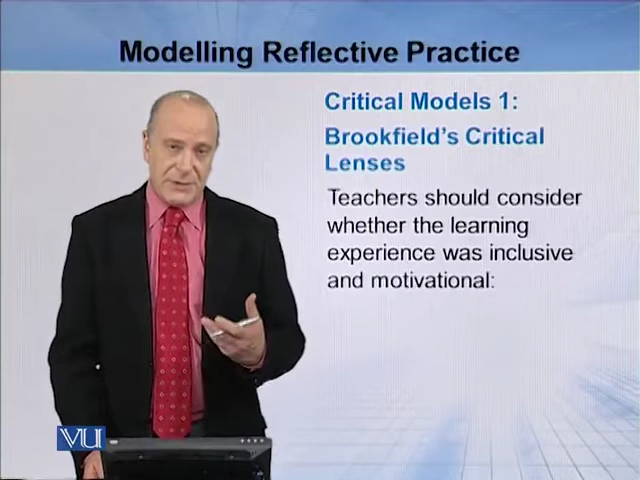 Modelling Reflective Practice
Critical Models 1:
Brookfield's Critical
Lenses
Teachers should consider
whether the learning
experience was inclusive
and motivational:
VU